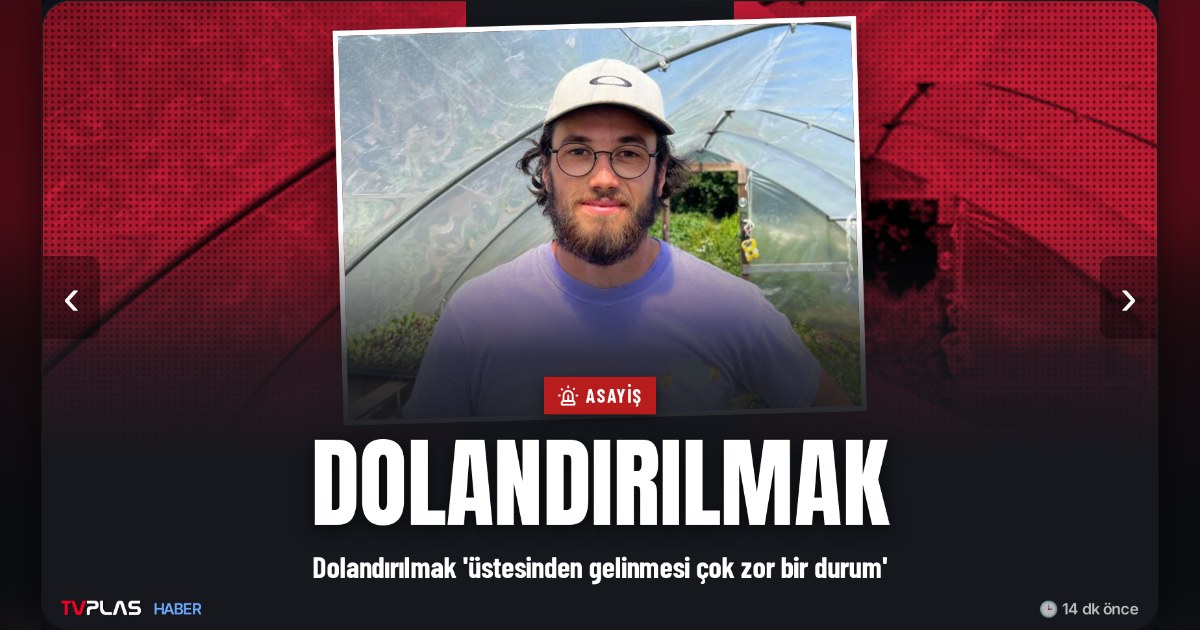 ASAYİŞ
DOLANDIRILMAK
Dolandırılmak 'üstesinden gelinmesi çok zor bir durum'
TVPLAS HABER
14 dk önce